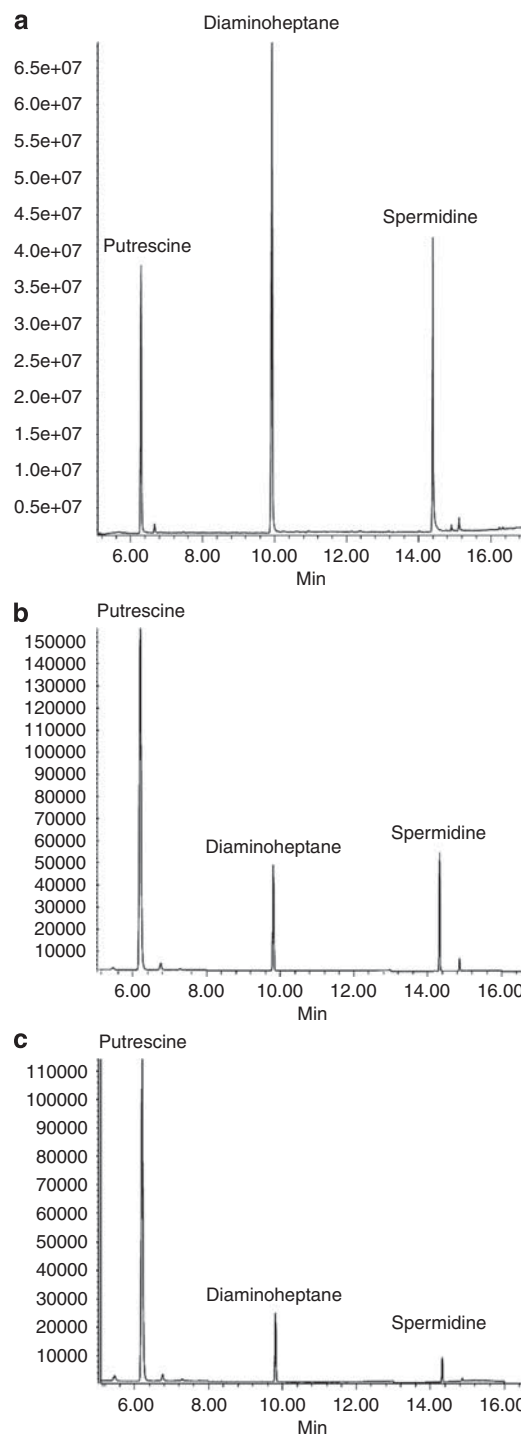 a
Diaminoheptane
6.5e+07
6.0e+07
5.5e+07
5.0e+07
4.5e+07
Spermidine
4.0e+07
Putrescine
3.5e+07
3.0e+07
2.5e+07
2.0e+07
1.5e+07
1.0e+07
0.5e+07
6.00 8.00 10.00 12.00 14.00 16.00
Min
b
Putrescine
150000
140000
130000
120000
110000
100000
90000
80000
70000
60000
Spermidine
50000
Diaminoheptane
40000
30000
20000
10000
6.00 8.00 10.00 12.00 14.00 16.00
Min
c
Putrescine
110000
100000
90000
80000
70000
60000
50000
40000
30000
Diaminoheptane
20000
Spermidine
10000
6.00 8.00 10.00 12.00 14.00 16.00
Min